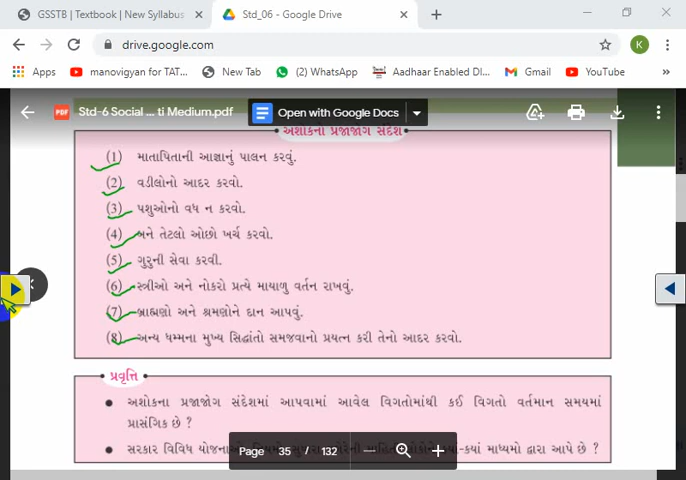 GSSTB | Textbook | New Syllabus
Std_06 - Google Drive
drive.google.com
K
Apps
manovigyan for TAT...
New Tab
(2) WhatsApp
Aadhaar Enabled DI...
Gmail
YouTube
PDF Std-6 Social ... ti Medium.pdf
Open with Google Docs
અશોકનો પ્રજાજોગ સંદેશ
(1) માતાપિતાની આજ્ઞાનું પાલન કરવું.
(2) વડીલોનો આદર કરવો.
(3) પશુઓનો વધ ન કરવો.
(4) બને તેટલો ઓછો ખર્ચ કરવો.
(5) ગુરુની સેવા કરવી.
(6) સ્ત્રીઓ અને નોકરો પ્રત્યે માયાળુ વર્તન રાખવું.
(7) બ્રાહ્મણો અને શ્રમણોને દાન આપવું.
(8) અન્ય ધમ્મના મુખ્ય સિદ્ધાંતો સમજવાનો પ્રયત્ન કરી તેનો આદર કરવો.
પ્રવૃત્તિ
અશોકના પ્રજાજોગ સંદેશમાં આપવામાં આવેલ વિગતોમાંથી કઈ વિગતો વર્તમાન સમયમાં
પ્રાસંગિક છે ?
સરકાર વિવિધ માધ્યમો દ્વારા આપે છે ?
Page 35 / 132